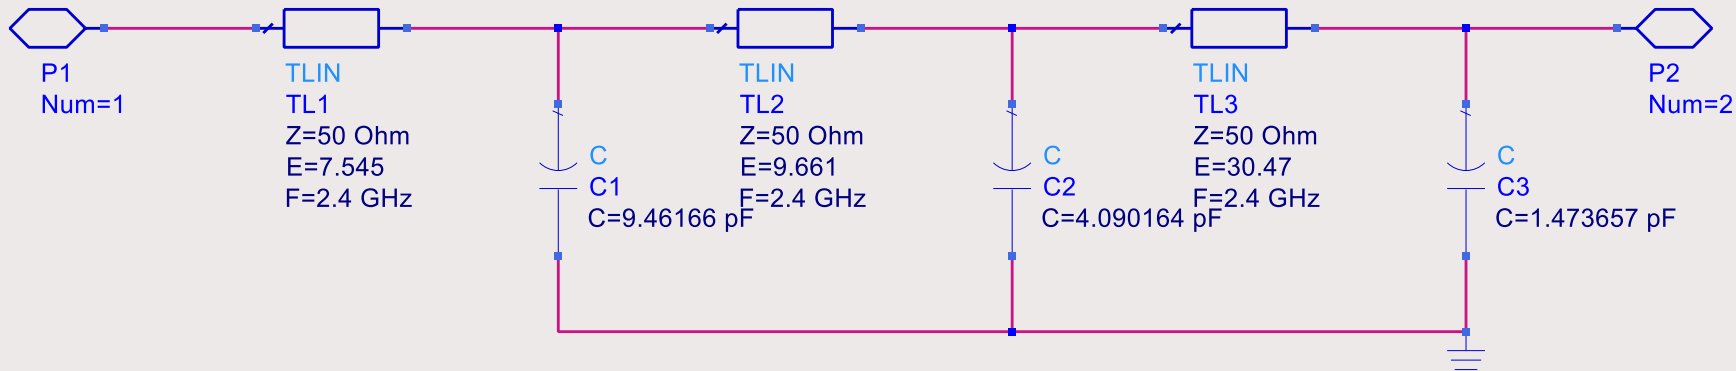 P1
Num=1
TLIN
TL1
Z=50 Ohm
E=7.545
F=2.4 GHz
C
C1
C=9.46166 pF
TLIN
TL2
Z=50 Ohm
E=9.661
F=2.4 GHz
C
C2
C=4.090164 pF
TLIN
TL3
Z=50 Ohm
E=30.47
F=2.4 GHz
C
C3
C=1.473657 pF
P2
Num=2